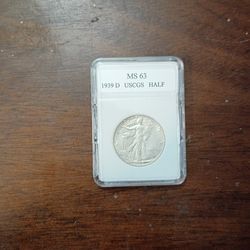 MS 63
1939 D USCGS HALF